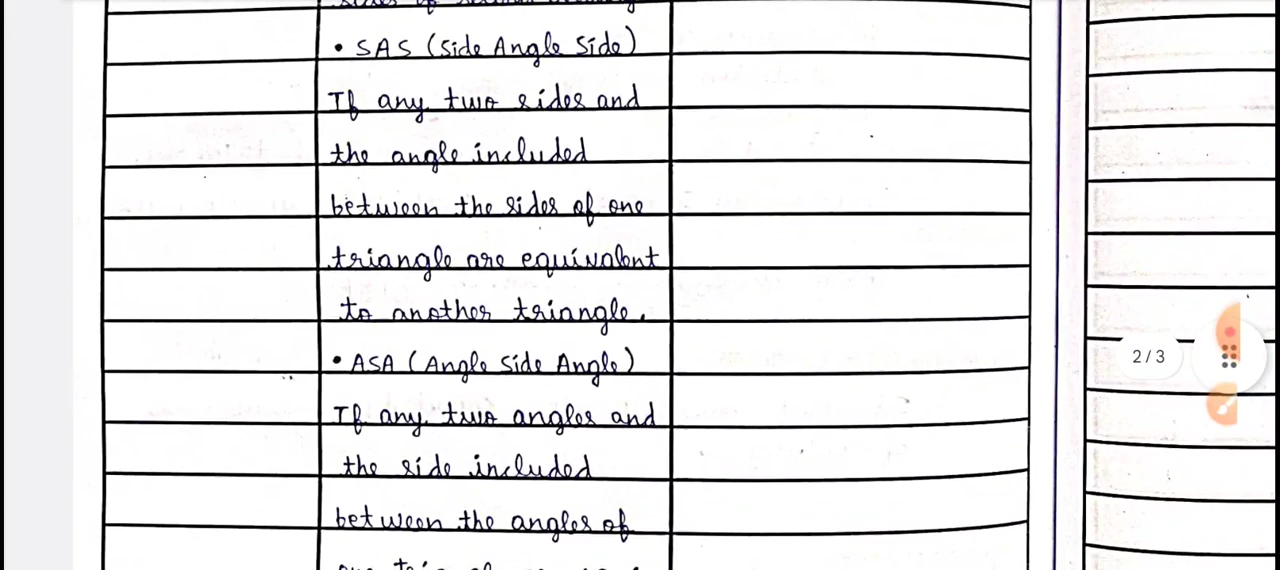 • SAS (Side Angle Side)
If any two sides and
the angle included
between the sides of one
triangle are equivalent
to another triangle.
• ASA (Angle Side Angle)
If any two angles and
the side included
between the angles of
2/3